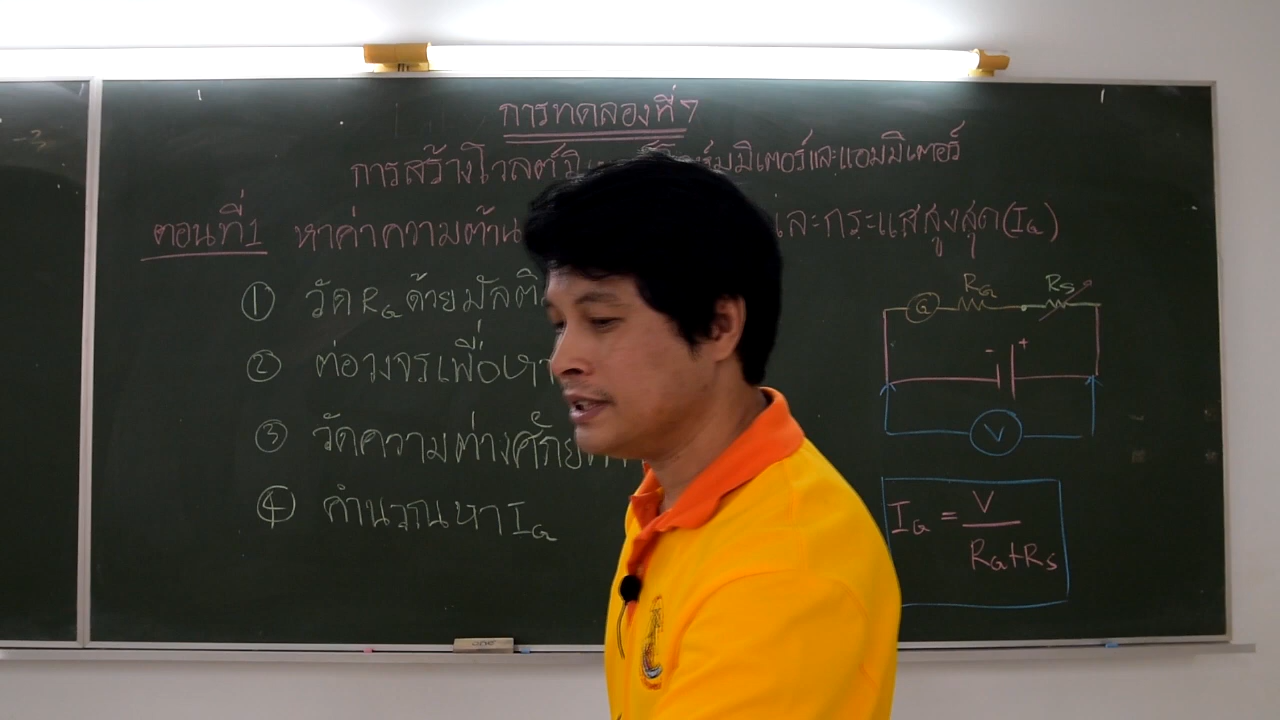 การทดลองที่ 7
การสร้างโวลต์มิเตอร์ โอห์มมิเตอร์และแอมมิเตอร์
ตอนที่1 หาค่าความต้าน และกระแสสูงสุด(IG)
① วัด RG ด้วยมัลติ
② ต่อวงจรเพื่อหา
③ วัดความต่างศักย์
④ คำนวณหา IG
RG RS
G
- +
V
IG = V / RG+RS